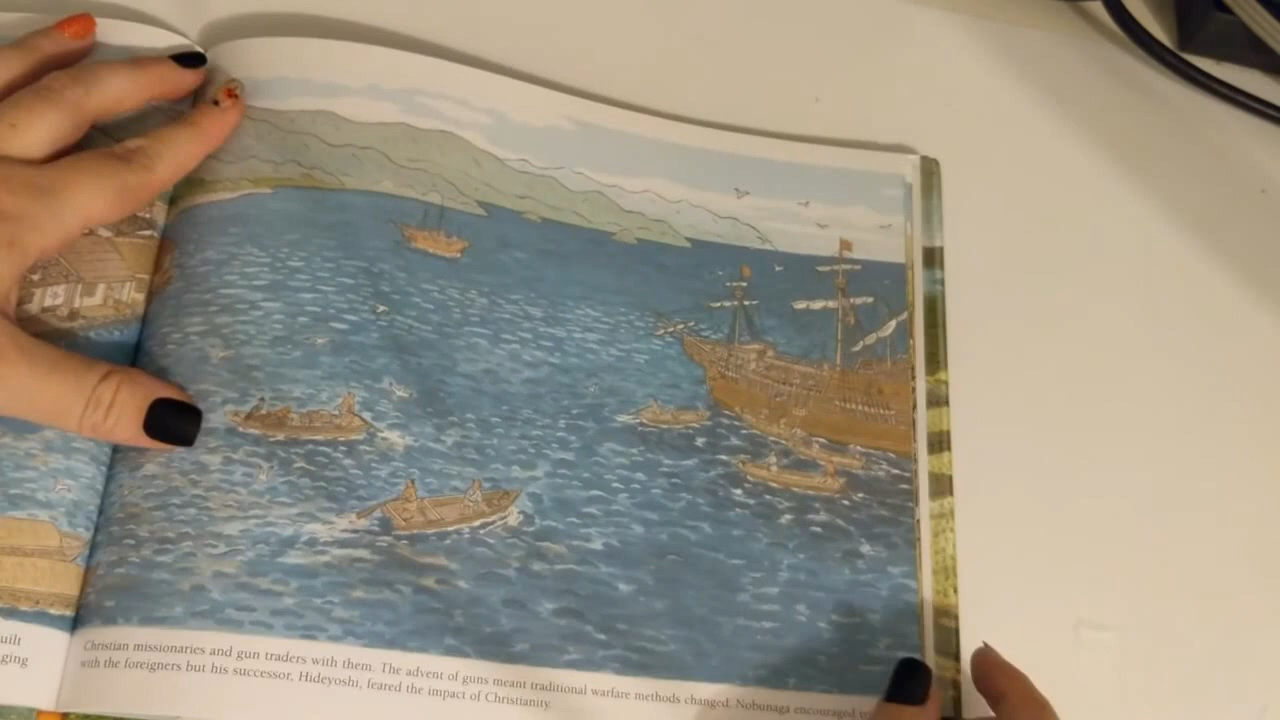 uilt
ging
Christian missionaries and gun traders with them. The advent of guns meant traditional warfare methods changed. Nobunaga encouraged
with the foreigners but his successor, Hideyoshi, feared the impact of Christianity.